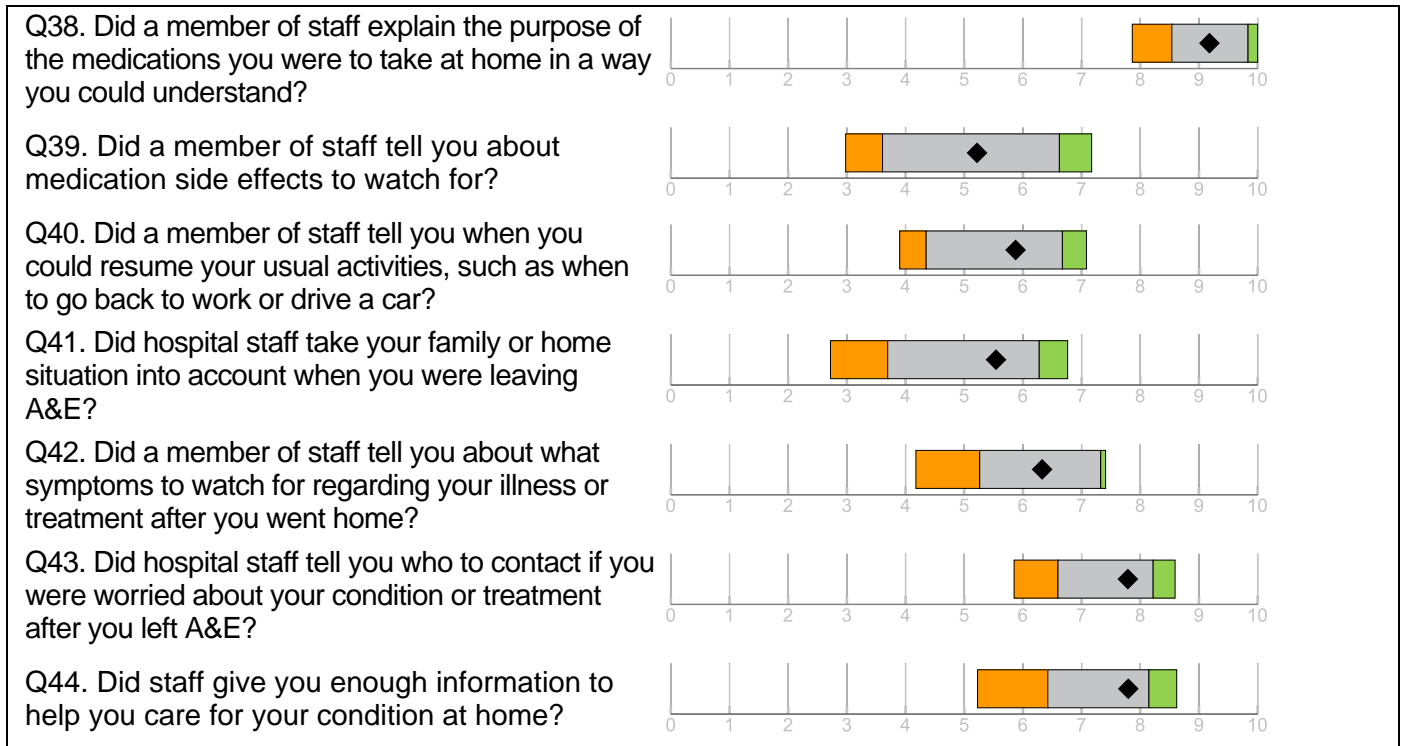 Q38. Did a member of staff explain the purpose of
the medications you were to take at home in a way
you could understand?
0 1 2 3 4 5 6 7 8 9 10
Q39. Did a member of staff tell you about
medication side effects to watch for?
0 1 2 3 4 5 6 7 8 9 10
Q40. Did a member of staff tell you when you
could resume your usual activities, such as when
to go back to work or drive a car?
0 1 2 3 4 5 6 7 8 9 10
Q41. Did hospital staff take your family or home
situation into account when you were leaving
A&E?
0 1 2 3 4 5 6 7 8 9 10
Q42. Did a member of staff tell you about what
symptoms to watch for regarding your illness or
treatment after you went home?
0 1 2 3 4 5 6 7 8 9 10
Q43. Did hospital staff tell you who to contact if you
were worried about your condition or treatment
after you left A&E?
0 1 2 3 4 5 6 7 8 9 10
Q44. Did staff give you enough information to
help you care for your condition at home?
0 1 2 3 4 5 6 7 8 9 10